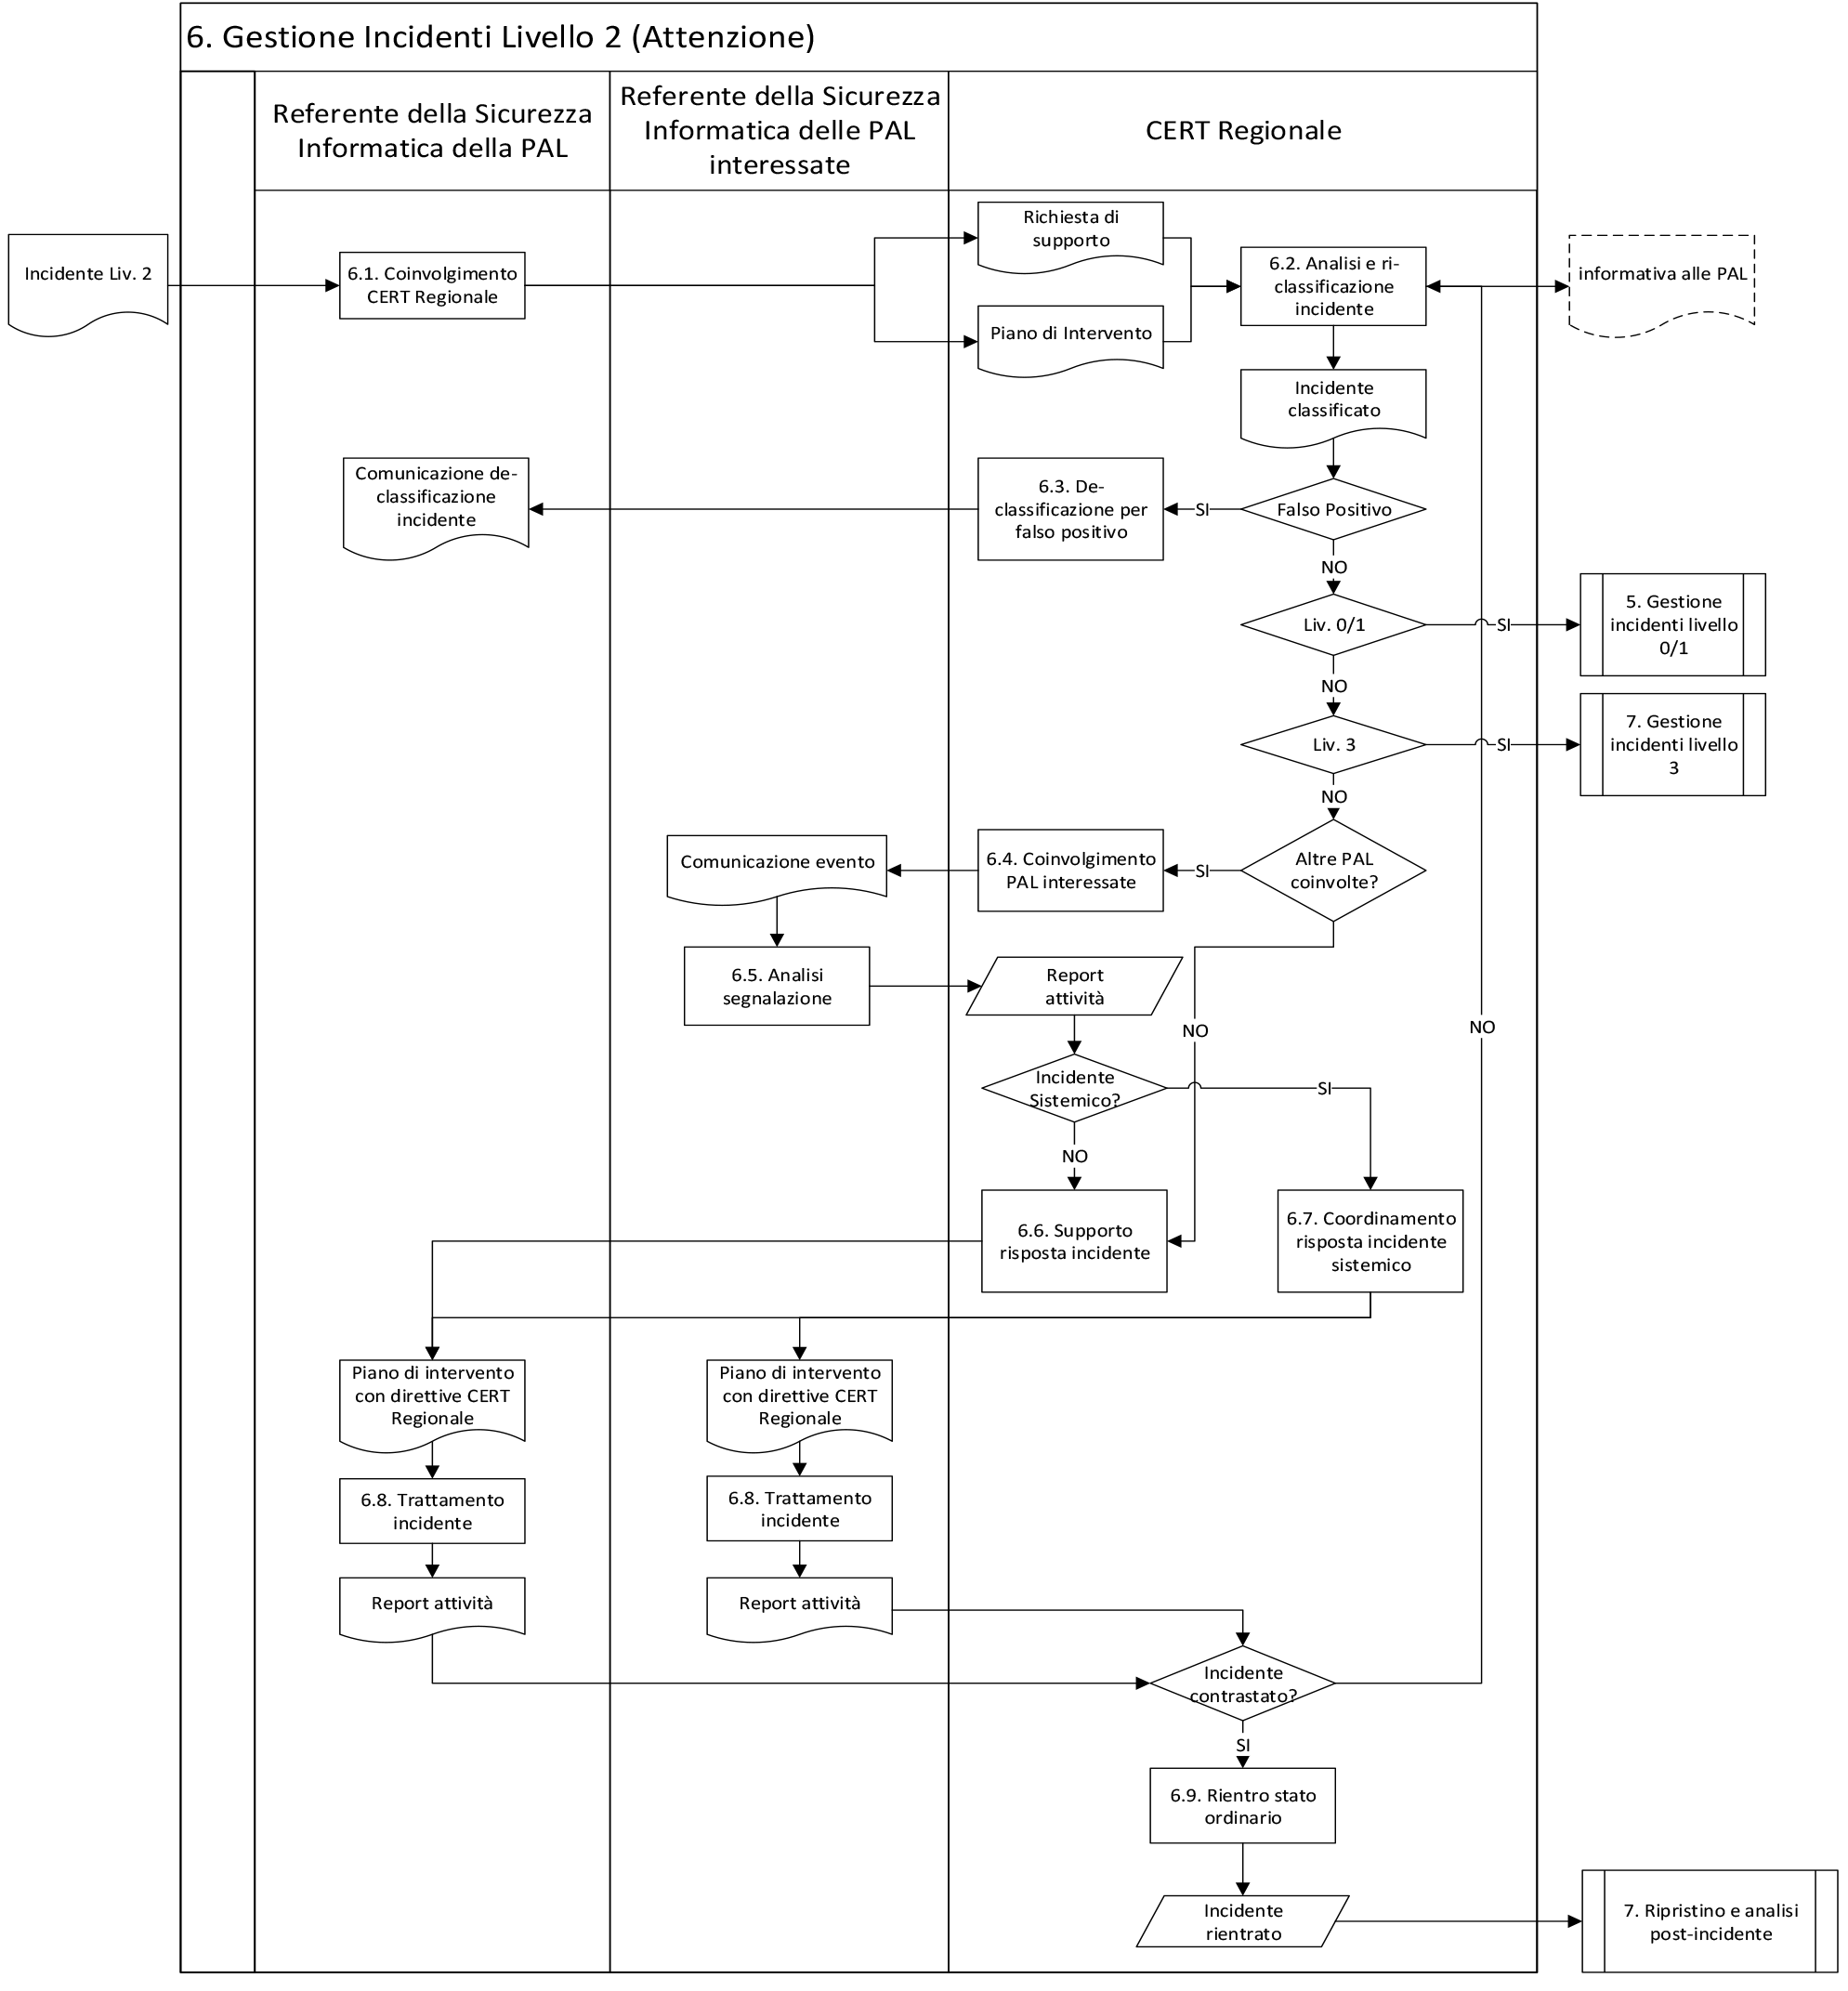 6. Gestione Incidenti Livello 2 (Attenzione)
Referente della Sicurezza
Informatica della PAL
Referente della Sicurezza
Informatica delle PAL
interessate
CERT Regionale
Incidente Liv. 2
6.1. Coinvolgimento
CERT Regionale
Richiesta di
supporto
Piano di Intervento
6.2. Analisi e ri-
classificazione
incidente
informativa alle PAL
Incidente
classificato
Comunicazione de-
classificazione
incidente
6.3. De-
classificazione per
falso positivo
SI
Falso Positivo
NO
Liv. 0/1
SI
5. Gestione
incidenti livello
0/1
NO
Liv. 3
SI
7. Gestione
incidenti livello
3
NO
Comunicazione evento
6.4. Coinvolgimento
PAL interessate
SI
Altre PAL
coinvolte?
6.5. Analisi
segnalazione
Report
attività
NO
NO
Incidente
Sistemico?
SI
NO
6.6. Supporto
risposta incidente
6.7. Coordinamento
risposta incidente
sistemico
Piano di intervento
con direttive CERT
Regionale
Piano di intervento
con direttive CERT
Regionale
6.8. Trattamento
incidente
6.8. Trattamento
incidente
Report attività
Report attività
Incidente
contrastato?
SI
6.9. Rientro stato
ordinario
Incidente
rientrato
7. Ripristino e analisi
post-incidente